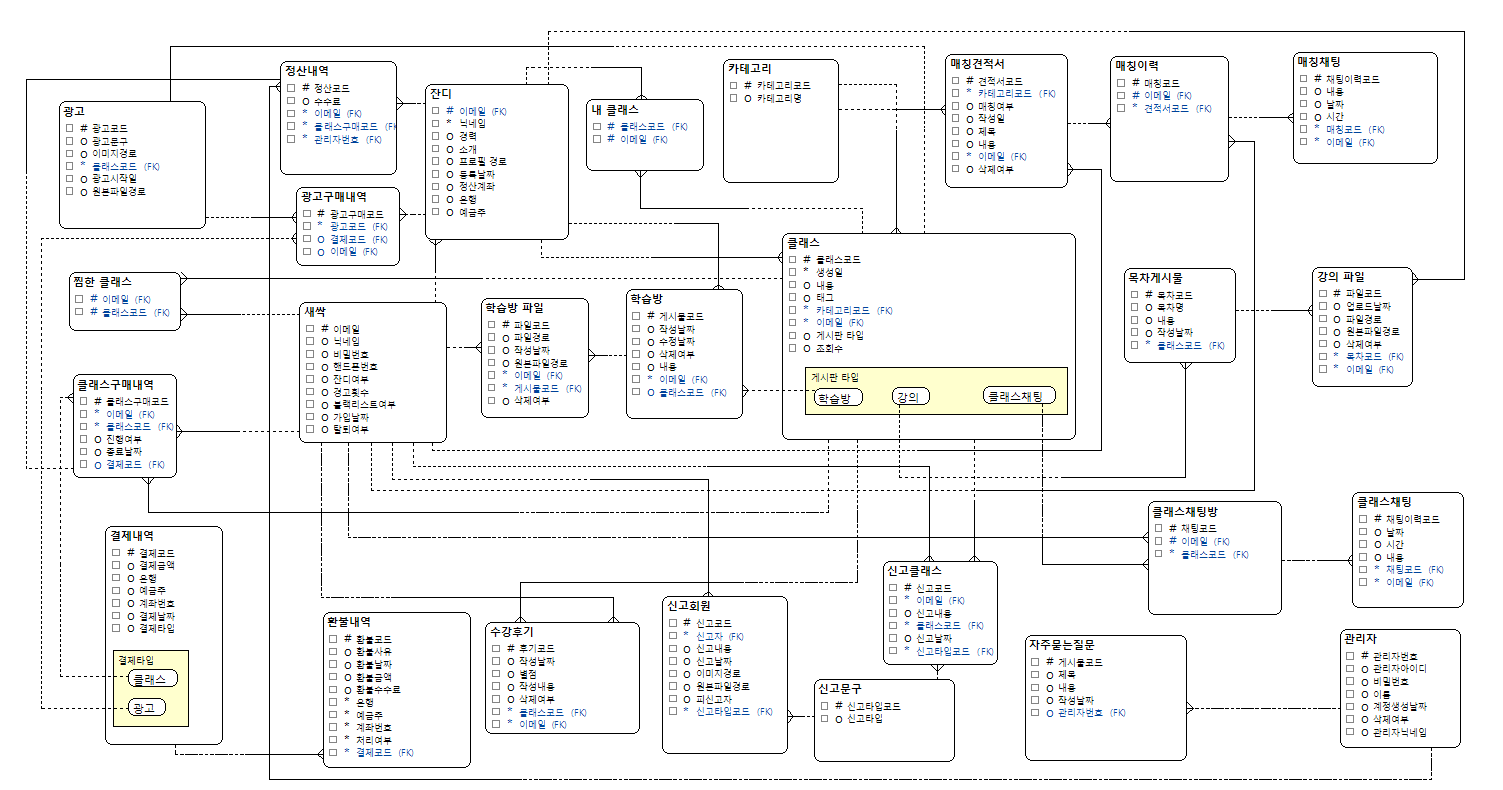 광고
# 광고코드
O 광고문구
O 이미지경로
* 클래스코드 (FK)
O 광고시작일
O 원본파일경로
정산내역
# 정산코드
O 수수료
* 이메일 (FK)
* 클래스구매코드 (FK)
* 관리자번호 (FK)
잔디
# 이메일 (FK)
* 닉네임
O 경력
O 소개
O 프로필 경로
O 등록날짜
O 정산계좌
O 은행
O 예금주
내 클래스
# 클래스코드 (FK)
# 이메일 (FK)
카테고리
# 카테고리코드
O 카테고리명
매칭견적서
# 견적서코드
* 카테고리코드 (FK)
O 매칭여부
O 작성일
O 제목
O 내용
* 이메일 (FK)
O 삭제여부
매칭이력
# 매칭코드
# 이메일 (FK)
* 견적서코드 (FK)
매칭채팅
# 채팅이력코드
O 내용
O 날짜
O 시간
* 매칭코드 (FK)
* 이메일 (FK)
광고구매내역
# 광고구매코드
* 광고코드 (FK)
O 결제코드 (FK)
O 이메일 (FK)
찜한 클래스
# 이메일 (FK)
# 클래스코드 (FK)
새싹
# 이메일
O 닉네임
O 비밀번호
O 핸드폰번호
O 잔디여부
O 경고횟수
O 블랙리스트여부
O 가입날짜
O 탈퇴여부
학습방 파일
# 파일코드
O 파일경로
O 작성날짜
O 원본파일경로
* 이메일 (FK)
* 게시물코드 (FK)
O 삭제여부
학습방
# 게시물코드
O 작성날짜
O 수정날짜
O 삭제여부
O 내용
* 이메일 (FK)
O 클래스코드 (FK)
클래스
# 클래스코드
* 생성일
O 내용
O 태그
* 카테고리코드 (FK)
* 이메일 (FK)
O 게시판 타입
O 조회수
게시판 타입
학습방
강의
클래스채팅
목차게시물
# 목차코드
O 목차명
O 내용
O 작성날짜
* 클래스코드 (FK)
강의 파일
# 파일코드
O 업로드날짜
O 파일경로
O 원본파일경로
O 삭제여부
* 목차코드 (FK)
* 이메일 (FK)
클래스구매내역
# 클래스구매코드
* 이메일 (FK)
* 클래스코드 (FK)
O 진행여부
O 종료날짜
O 결제코드 (FK)
결제내역
# 결제코드
O 결제금액
O 은행
O 예금주
O 계좌번호
O 결제날짜
O 결제타입
결제타입
클래스
광고
환불내역
# 환불코드
O 환불사유
O 환불날짜
O 환불금액
O 환불수수료
* 은행
* 예금주
* 계좌번호
* 처리여부
* 결제코드 (FK)
수강후기
# 후기코드
O 작성날짜
O 별점
O 작성내용
O 삭제여부
* 클래스코드 (FK)
* 이메일 (FK)
신고회원
# 신고코드
* 신고자 (FK)
O 신고내용
O 신고날짜
O 이미지경로
O 원본파일경로
O 피신고자
* 신고타입코드 (FK)
신고클래스
# 신고코드
* 이메일 (FK)
O 신고내용
* 클래스코드 (FK)
O 신고날짜
* 신고타입코드 (FK)
신고문구
# 신고타입코드
O 신고타입
클래스채팅방
# 채팅코드
# 이메일 (FK)
* 클래스코드 (FK)
클래스채팅
# 채팅이력코드
O 날짜
O 시간
O 내용
* 채팅코드 (FK)
* 이메일 (FK)
자주묻는질문
# 게시물코드
O 제목
O 내용
O 작성날짜
O 관리자번호 (FK)
관리자
# 관리자번호
O 관리자아이디
O 비밀번호
O 이름
O 계정생성날짜
O 삭제여부
O 관리자닉네임